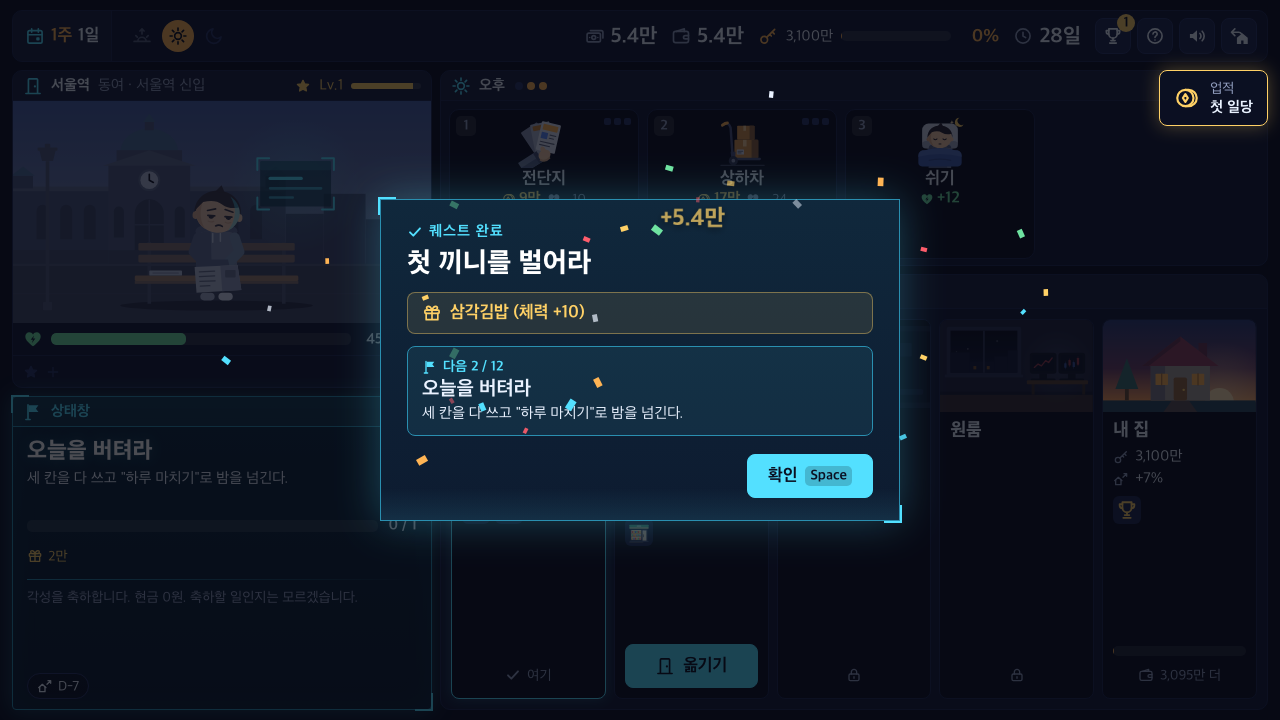 1주 1일
5.4만
5.4만
3,100만
0%
28일
1
서울역 동여 · 서울역 신입
Lv.1
오후
업적
첫 일당
1
전단지
2
상하차
17만
3
쉬기
+12
+5.4만
퀘스트 완료
첫 끼니를 벌어라
삼각김밥 (체력 +10)
다음 2 / 12
오늘을 버텨라
세 칸을 다 쓰고 "하루 마치기"로 밤을 넘긴다.
확인 Space
상태창
오늘을 버텨라
세 칸을 다 쓰고 "하루 마치기"로 밤을 넘긴다.
0 / 1
2만
각성을 축하합니다. 현금 0원. 축하할 일인지는 모르겠습니다.
D-7
여기
옮기기
원룸
내 집
3,100만
+7%
3,095만 더